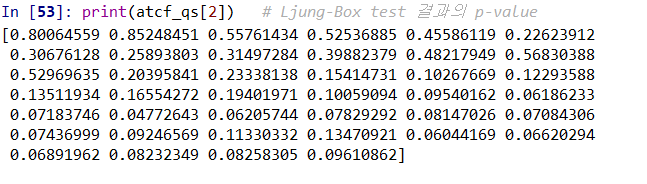 In [53]: print(atcf_qs[2])   # Ljung-Box test 결과의 p-value
[0.80064559 0.85248451 0.55761434 0.52536885 0.45586119 0.22623912
 0.30676128 0.25893803 0.31497284 0.39882379 0.48217949 0.56830388
 0.52969635 0.20395841 0.23338138 0.15414731 0.10267669 0.12293588
 0.13511934 0.16554272 0.19401971 0.10059094 0.09540162 0.06186233
 0.07183746 0.04772643 0.06205744 0.07829292 0.08147026 0.07084306
 0.07436999 0.09246569 0.11330332 0.13470921 0.06044169 0.06620294
 0.06891962 0.08232349 0.08258305 0.09610862]